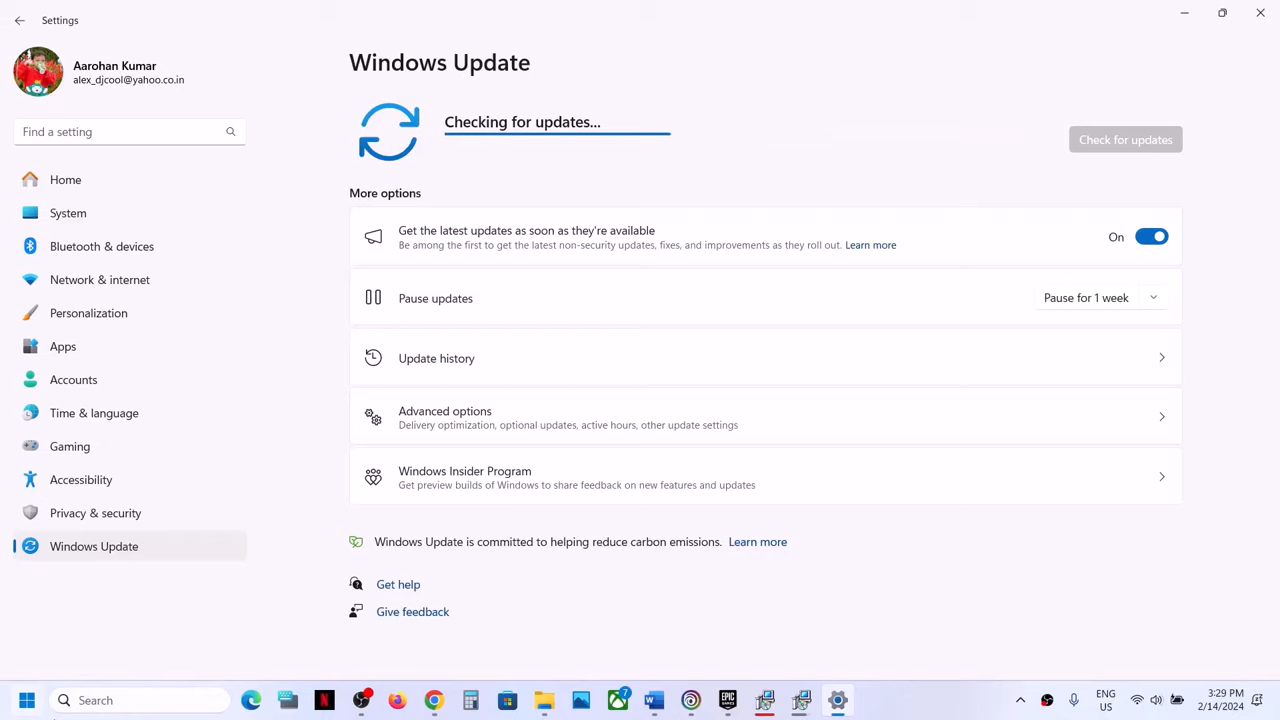 Settings
Aarohan Kumar
alex_djcool@yahoo.co.in
Find a setting
Home
System
Bluetooth & devices
Network & internet
Personalization
Apps
Accounts
Time & language
Gaming
Accessibility
Privacy & security
Windows Update
Windows Update
Checking for updates...
Check for updates
More options
Get the latest updates as soon as they're available
Be among the first to get the latest non-security updates, fixes, and improvements as they roll out. Learn more
On
Pause updates
Pause for 1 week
Update history
Advanced options
Delivery optimization, optional updates, active hours, other update settings
Windows Insider Program
Get preview builds of Windows to share feedback on new features and updates
Windows Update is committed to helping reduce carbon emissions. Learn more
Get help
Give feedback
Search
7
EPIC
GAMES
ENG
US
3:29 PM
2/14/2024